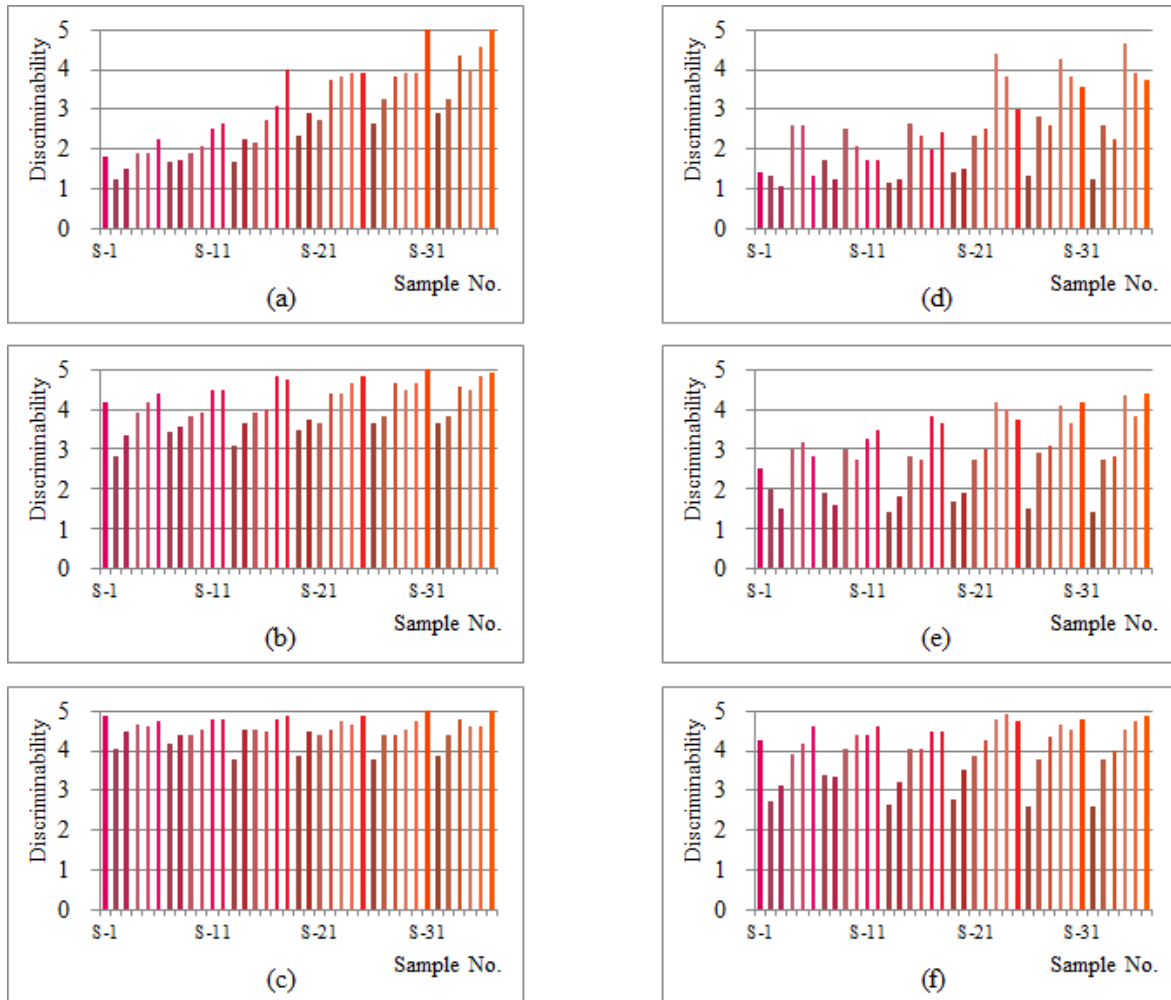 Discriminability
5
4
3
2
1
0
S-1 S-11 S-21 S-31
Sample No.
(a)
Discriminability
5
4
3
2
1
0
S-1 S-11 S-21 S-31
Sample No.
(d)
Discriminability
5
4
3
2
1
0
S-1 S-11 S-21 S-31
Sample No.
(b)
Discriminability
5
4
3
2
1
0
S-1 S-11 S-21 S-31
Sample No.
(e)
Discriminability
5
4
3
2
1
0
S-1 S-11 S-21 S-31
Sample No.
(c)
Discriminability
5
4
3
2
1
0
S-1 S-11 S-21 S-31
Sample No.
(f)